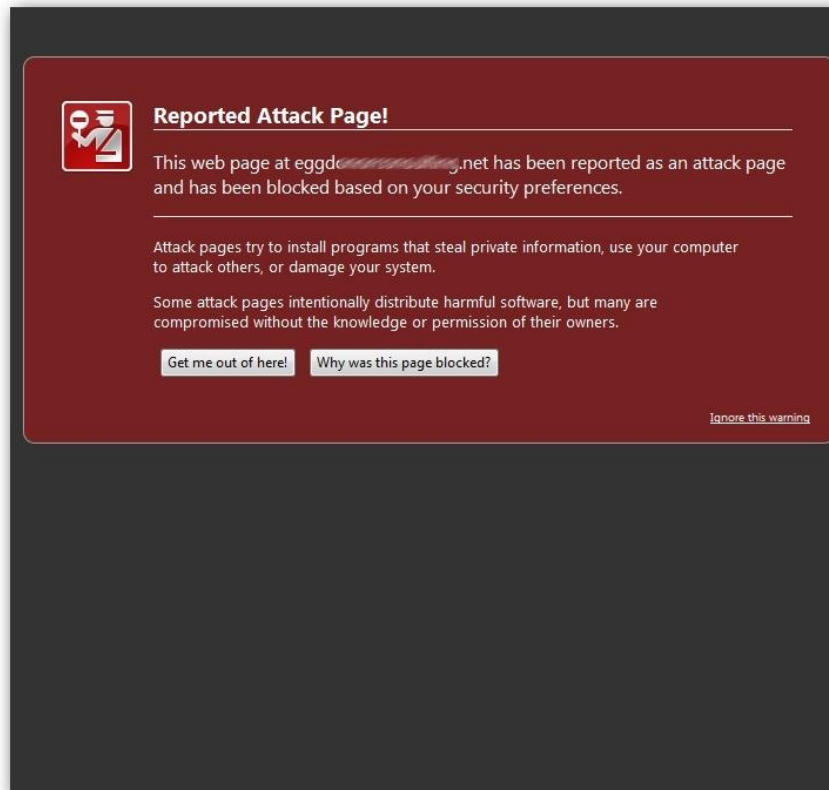 Reported Attack Page!
This web page at eggd .net has been reported as an attack page
and has been blocked based on your security preferences.
Attack pages try to install programs that steal private information, use your computer
to attack others, or damage your system.
Some attack pages intentionally distribute harmful software, but many are
compromised without the knowledge or permission of their owners.
Get me out of here! Why was this page blocked?
Ignore this warning